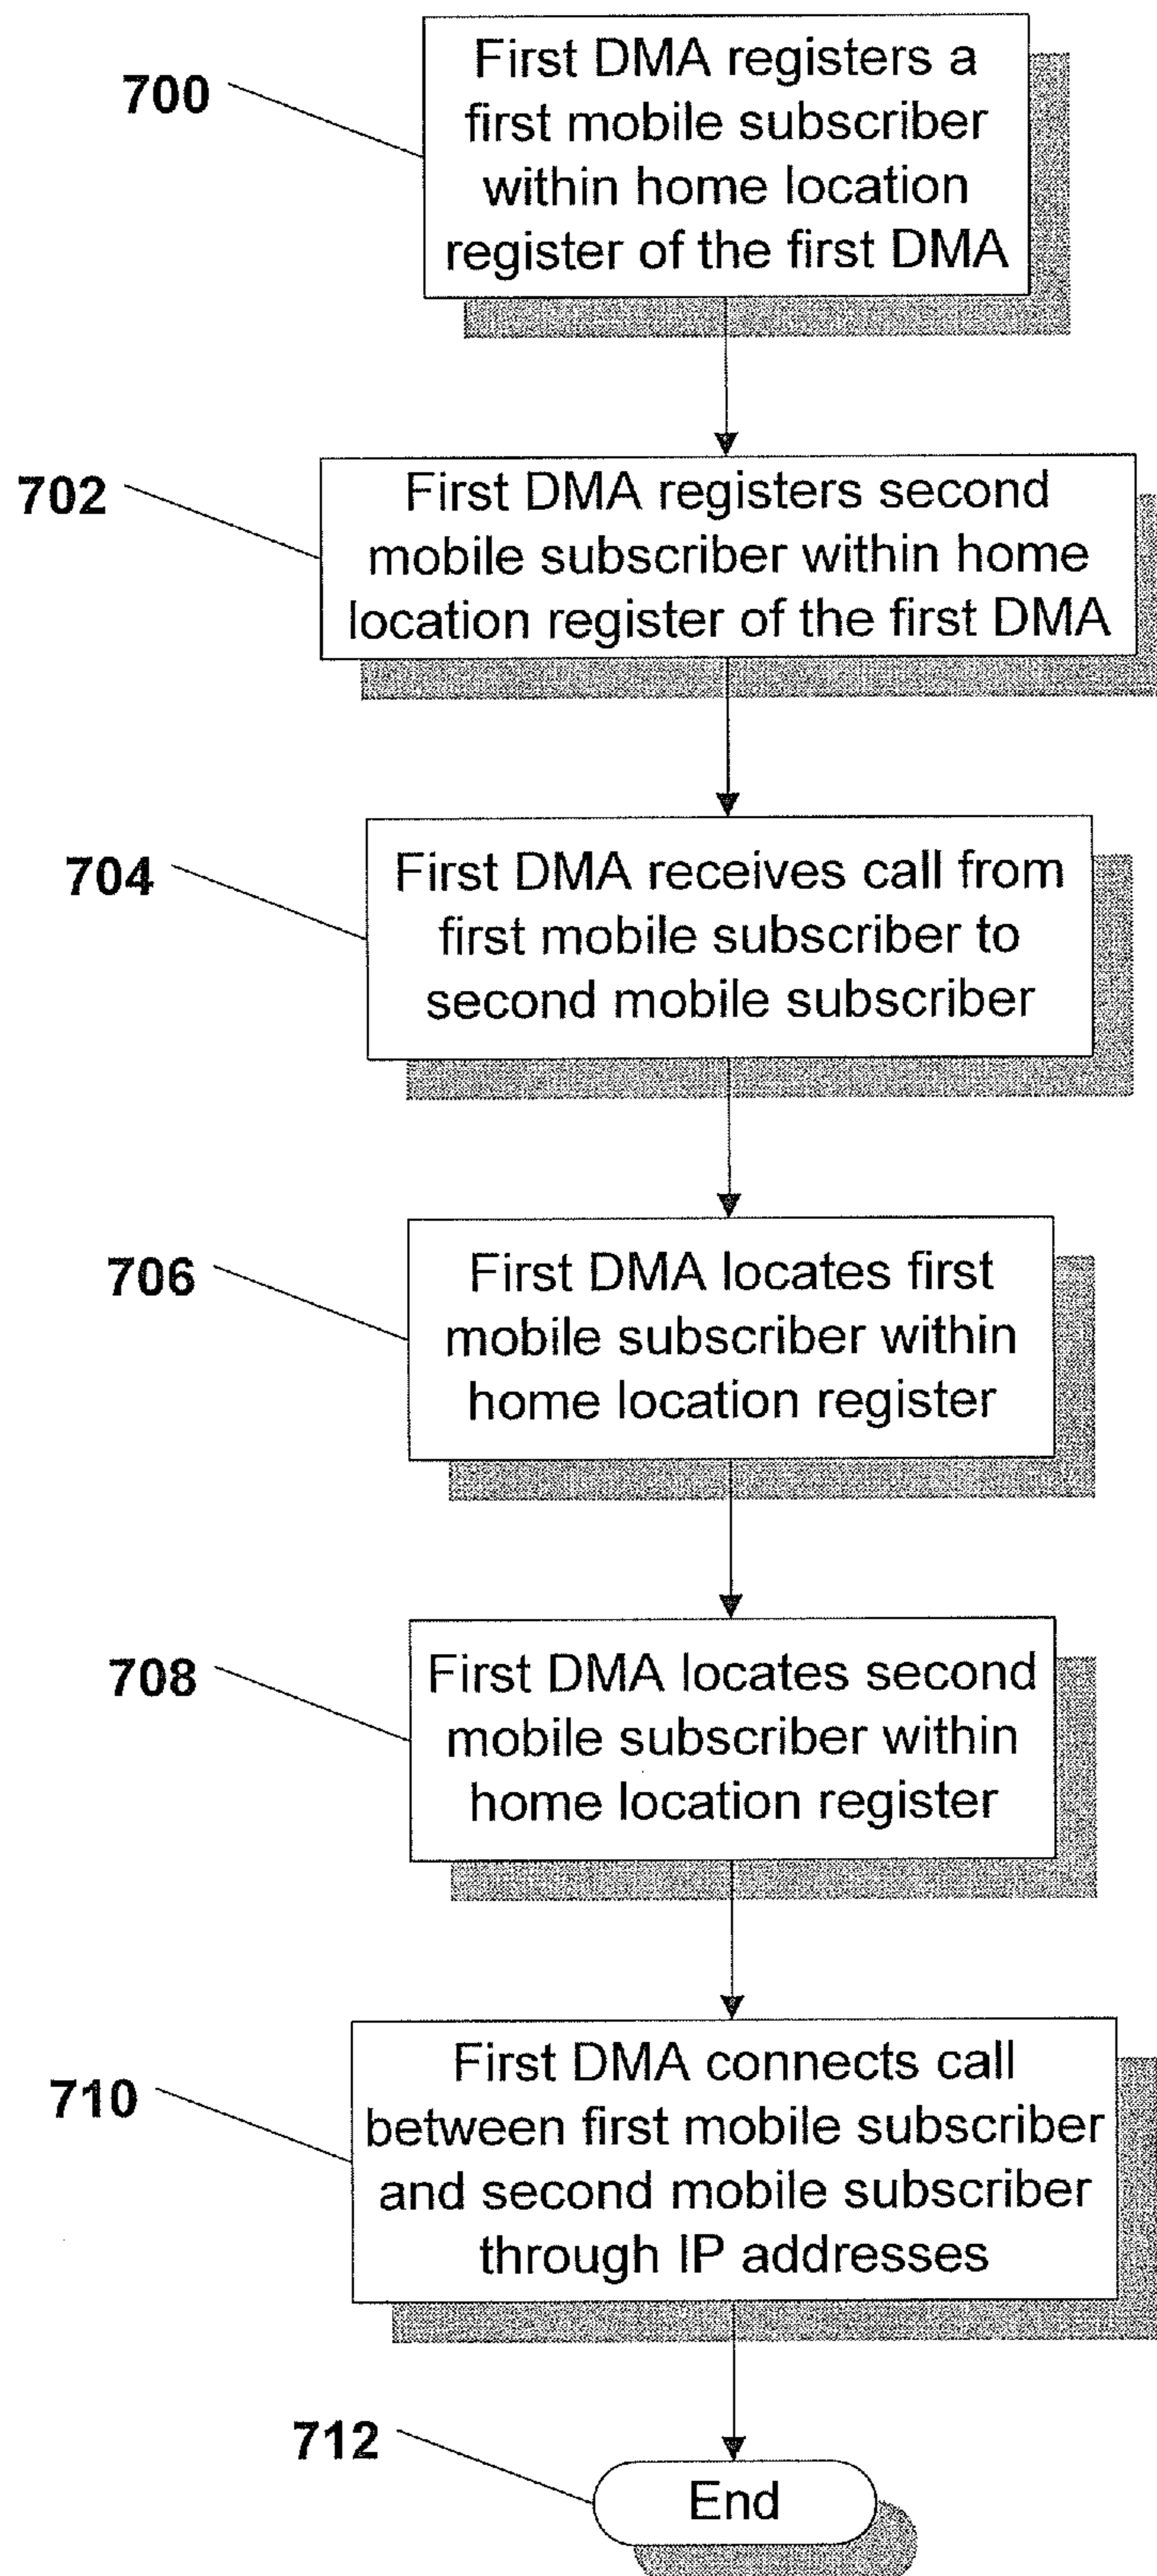 700
First DMA registers a
first mobile subscriber
within home location
register of the first DMA
702
First DMA registers second
mobile subscriber within home
location register of the first DMA
704
First DMA receives call from
first mobile subscriber to
second mobile subscriber
706
First DMA locates first
mobile subscriber within
home location register
708
First DMA locates second
mobile subscriber within
home location register
710
First DMA connects call
between first mobile subscriber
and second mobile subscriber
through IP addresses
712
End